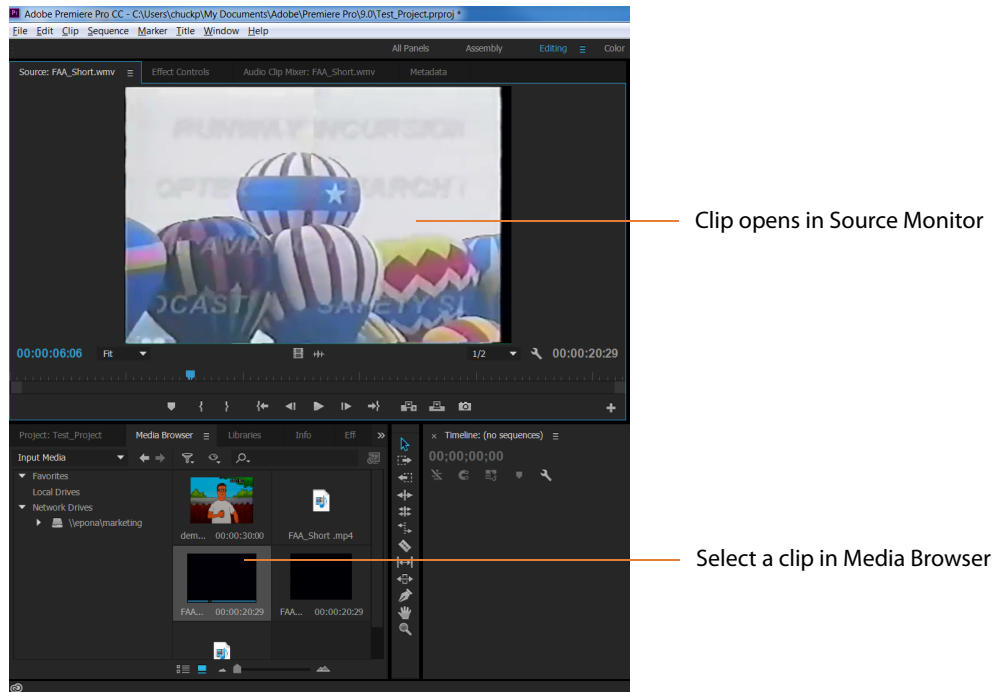 Adobe Premiere Pro CC - C:\Users\chuckp\My Documents\Adobe\Premiere Pro\9.0\Test_Project.prproj *
File Edit Clip Sequence Marker Title Window Help
All Panels Assembly Editing Color
Source: FAA_Short.wmv Effect Controls Audio Clip Mixer: FAA_Short.wmv Metadata
RUNWAY INCURSION
ARCH
AVIA
SAFETY
Clip opens in Source Monitor
00:00:06:06 Fit 1/2 00:00:20:29
Project: Test_Project Media Browser Libraries Info Eff
× Timeline: (no sequences)
Input Media
00;00;00;00
Favorites
Local Drives
Network Drives
\\epona\marketing
dem... 00:00:30:00 FAA_Short .mp4
Select a clip in Media Browser
FAA... 00:00:20:29 FAA... 00:00:20:29